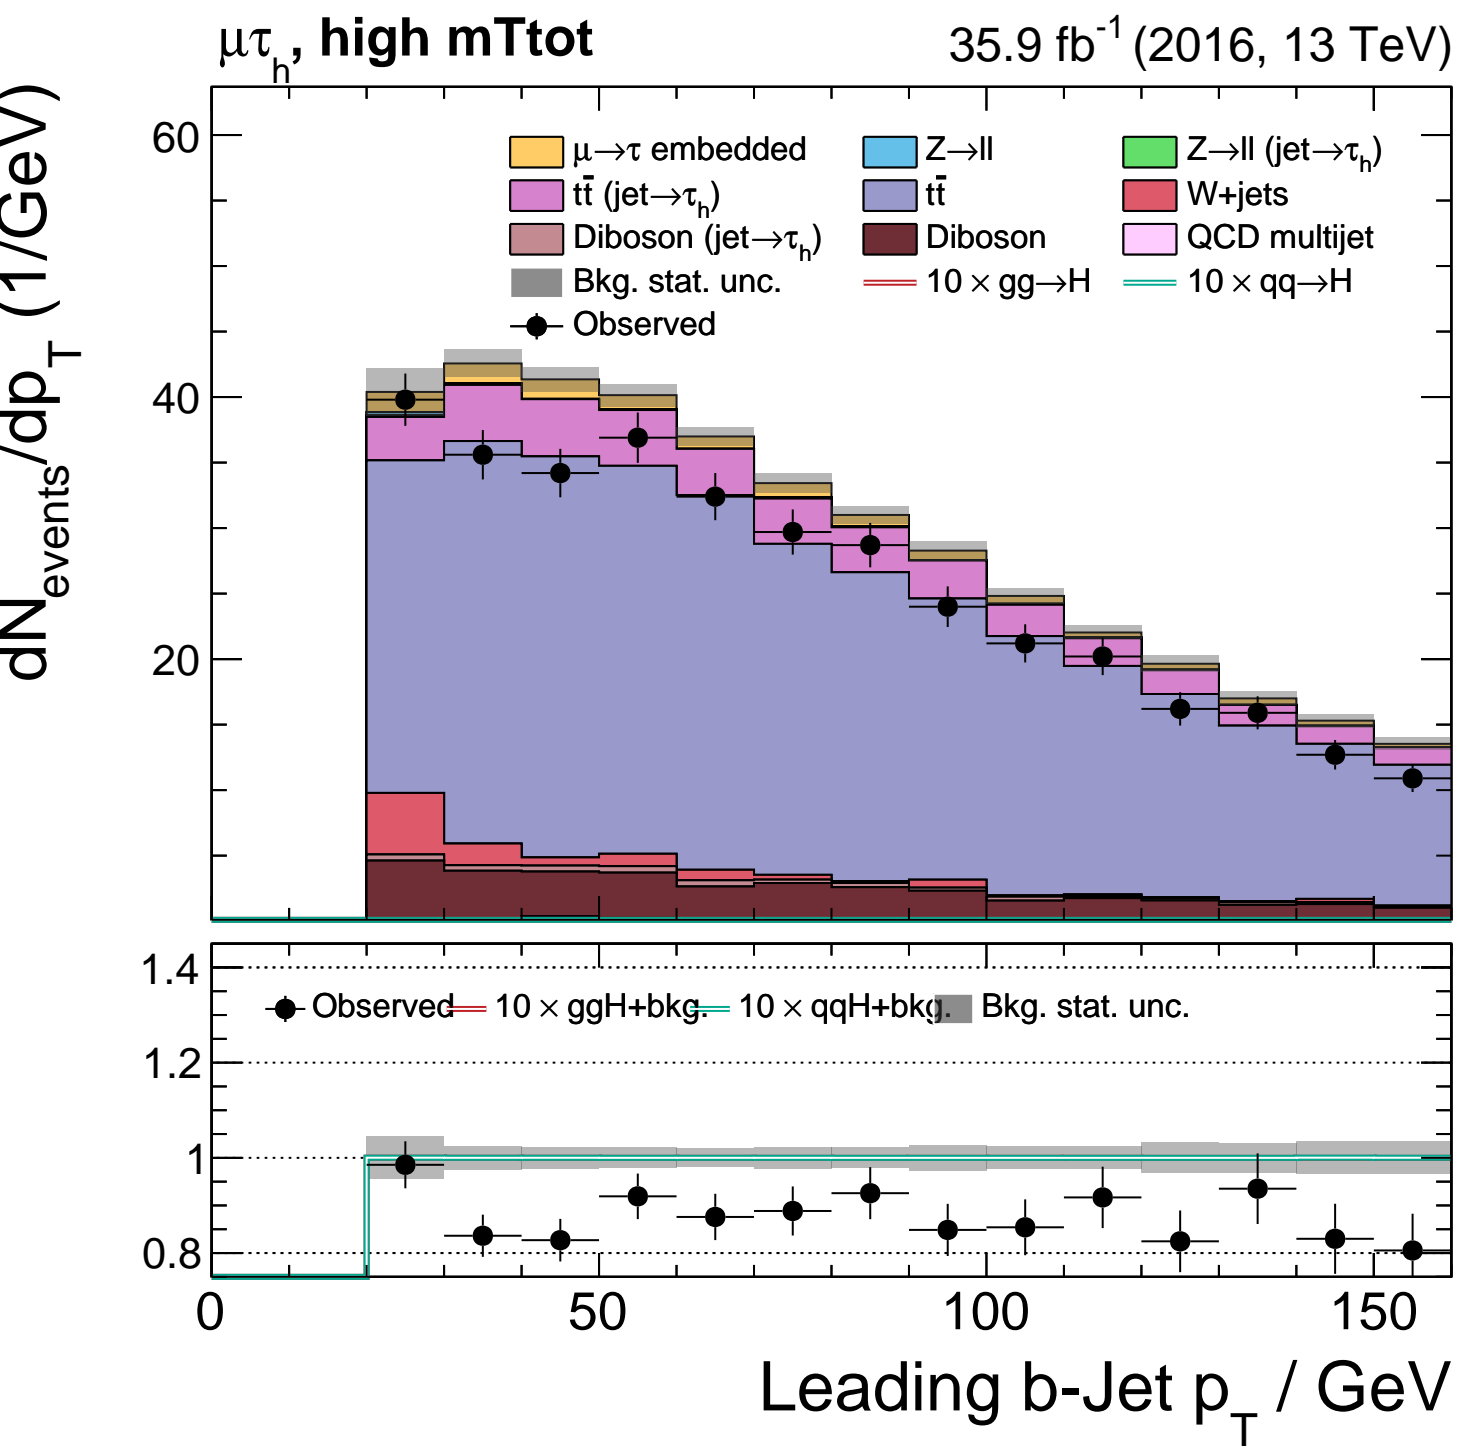 μτh, high mTtot
35.9 fb-1 (2016, 13 TeV)
dNevents/dpT (1/GeV)
60
40
20
μ→τ embedded
Z→ll
Z→ll (jet→τh)
tt̄ (jet→τh)
tt̄
W+jets
Diboson (jet→τh)
Diboson
QCD multijet
Bkg. stat. unc.
10 × gg→H
10 × qq→H
Observed
1.4
1.2
1
0.8
Observed
10 × ggH+bkg.
10 × qqH+bkg.
Bkg. stat. unc.
0
50
100
150
Leading b-Jet pT / GeV